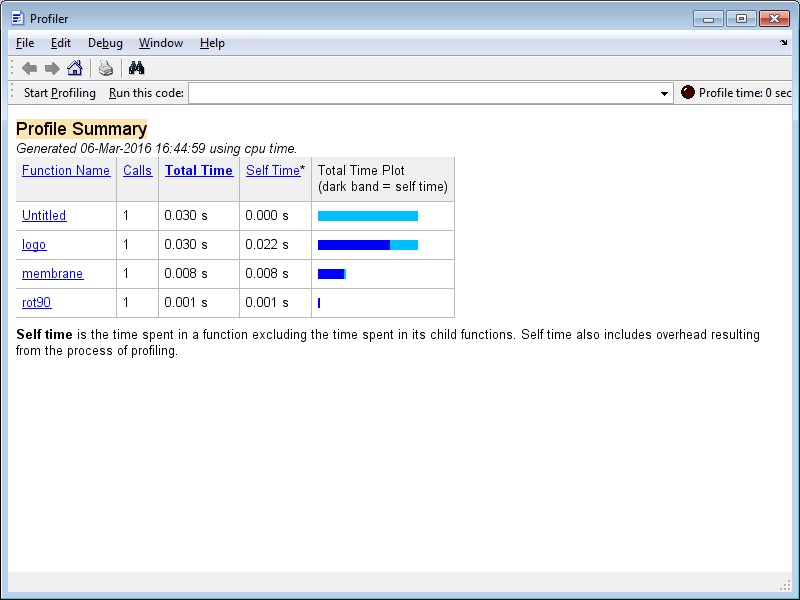 Profiler
File Edit Debug Window Help
Start Profiling Run this code: Profile time: 0 sec
Profile Summary
Generated 06-Mar-2016 16:44:59 using cpu time.
Function Name Calls Total Time Self Time* Total Time Plot
(dark band = self time)
Untitled 1 0.030 s 0.000 s
logo 1 0.030 s 0.022 s
membrane 1 0.008 s 0.008 s
rot90 1 0.001 s 0.001 s
Self time is the time spent in a function excluding the time spent in its child functions. Self time also includes overhead resulting
from the process of profiling.